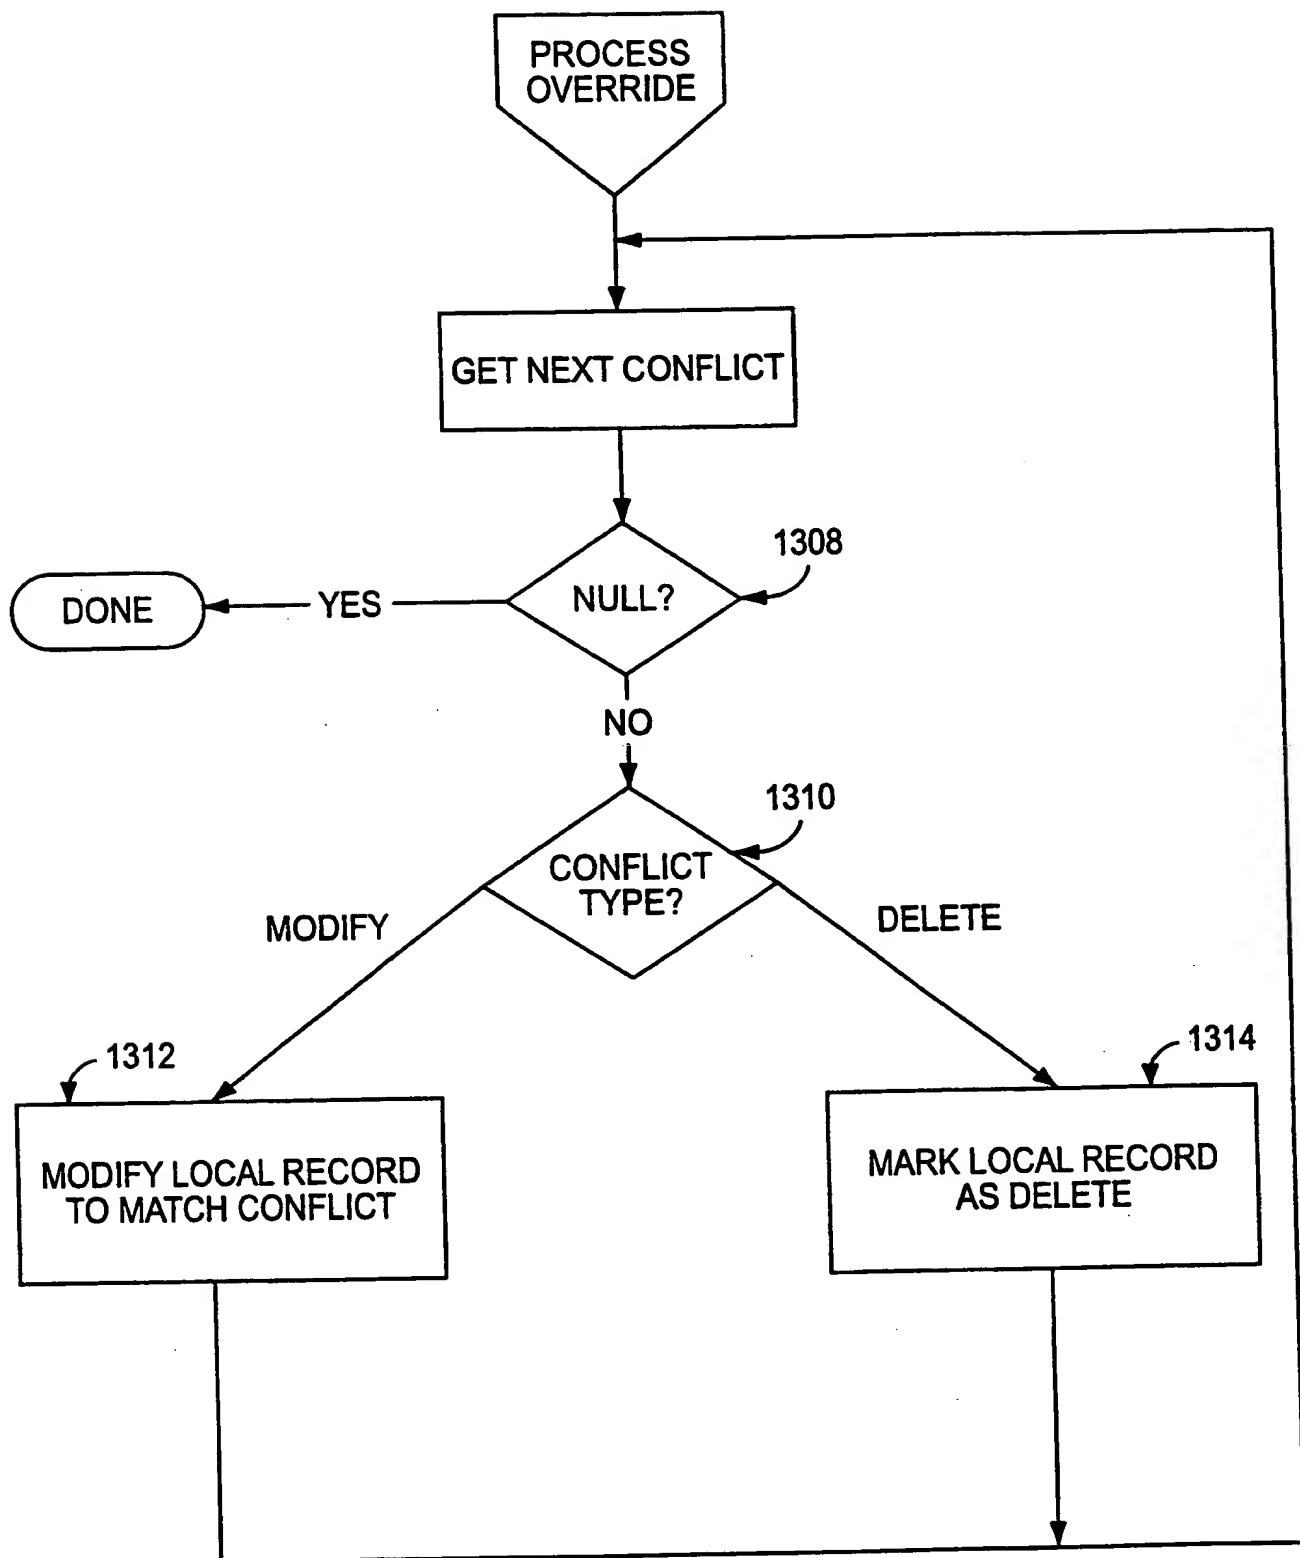 PROCESS
OVERRIDE
GET NEXT CONFLICT
1308
NULL?
YES
DONE
NO
1310
CONFLICT
TYPE?
MODIFY
DELETE
1312
1314
MODIFY LOCAL RECORD
TO MATCH CONFLICT
MARK LOCAL RECORD
AS DELETE